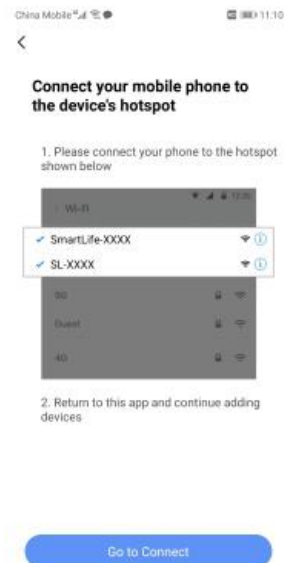 China Mobile 11:10
Connect your mobile phone to
the device's hotspot
1. Please connect your phone to the hotspot
shown below
Wi-Fi
SmartLife-XXXX
SL-XXXX
Guest
4G
2. Return to this app and continue adding
devices
Go to Connect